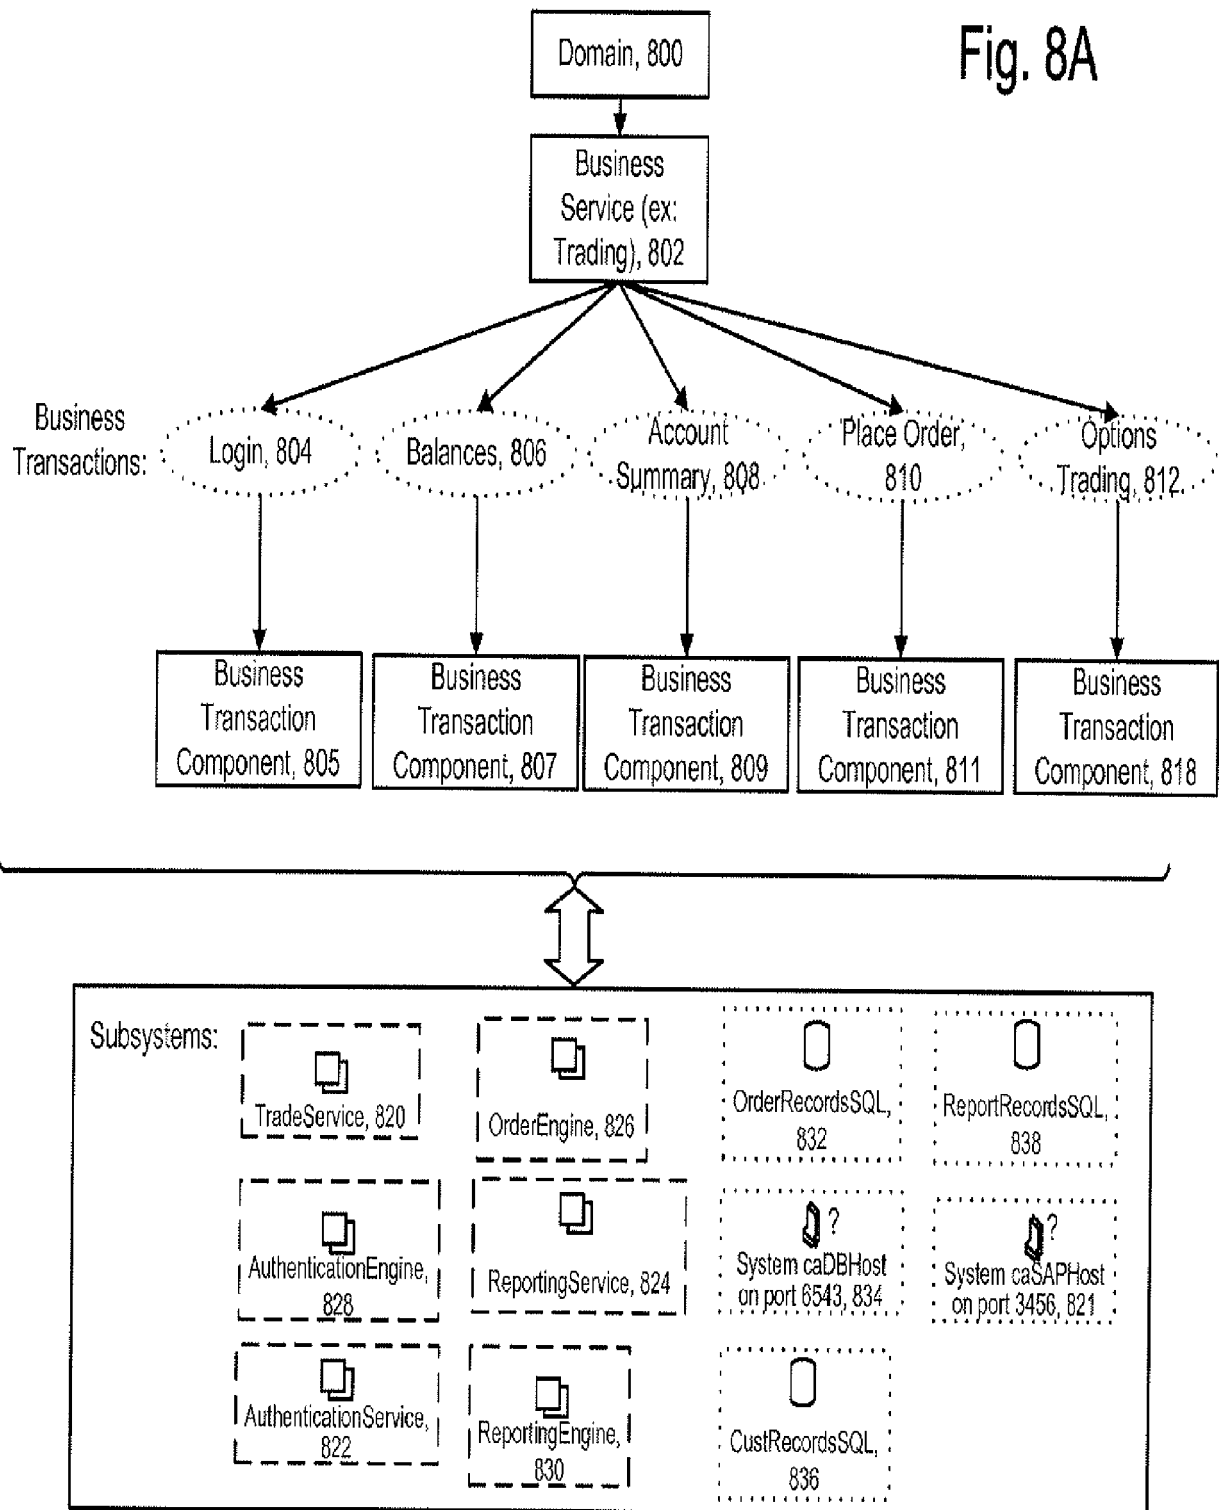 Fig. 8A
Domain, 800
Business
Service (ex:
Trading), 802
Business
Transactions:
Login, 804
Balances, 806
Account
Summary, 808
Place Order,
810
Options
Trading, 812
Business
Transaction
Component, 805
Business
Transaction
Component, 807
Business
Transaction
Component, 809
Business
Transaction
Component, 811
Business
Transaction
Component, 818
Subsystems:
TradeService, 820
OrderEngine, 826
OrderRecordsSQL,
832
ReportRecordsSQL,
838
AuthenticationEngine,
828
ReportingService, 824
?
System caDBHost
on port 6543, 834
?
System caSAPHost
on port 3456, 821
AuthenticationService,
822
ReportingEngine,
830
CustRecordsSQL,
836